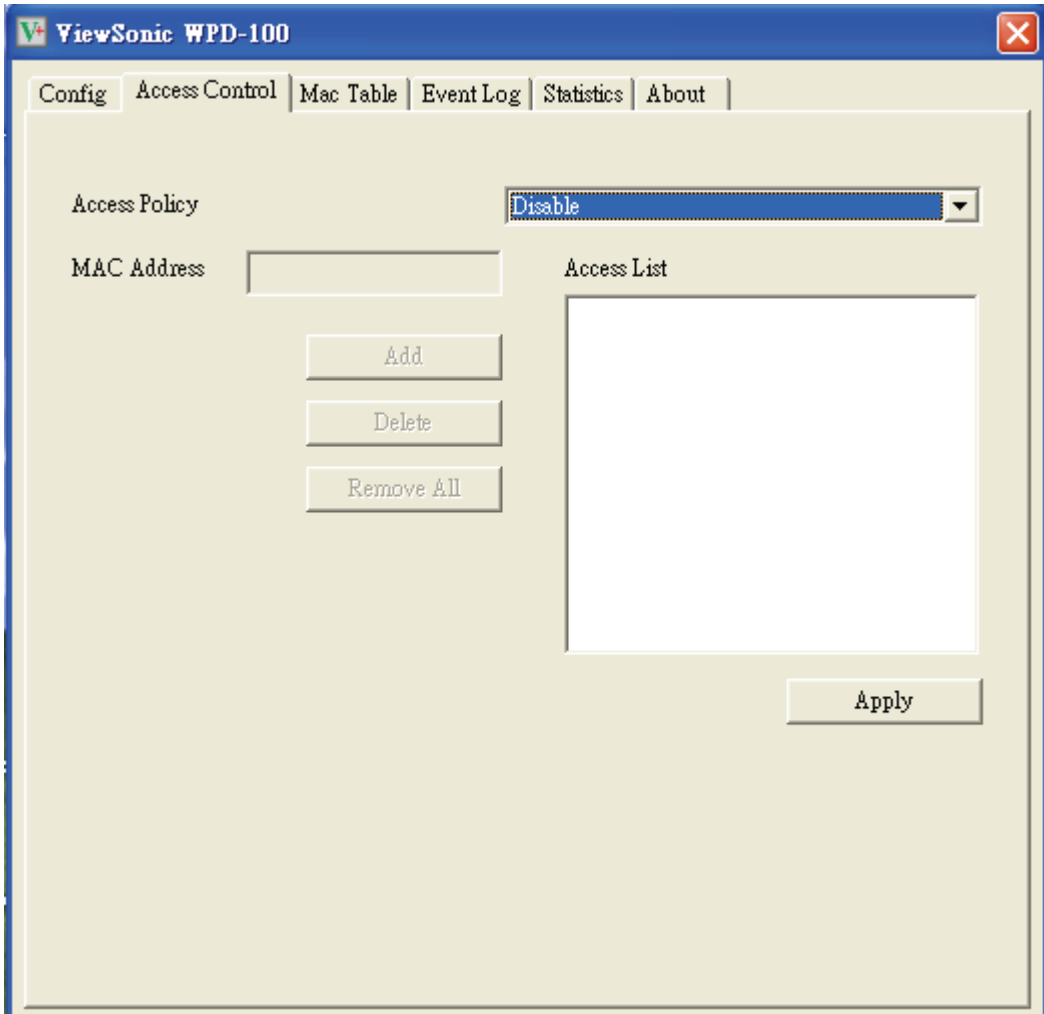 ViewSonic WPD-100
Config Access Control Mac Table Event Log Statistics About
Access Policy Disable
MAC Address Access List
Add
Delete
Remove All
Apply